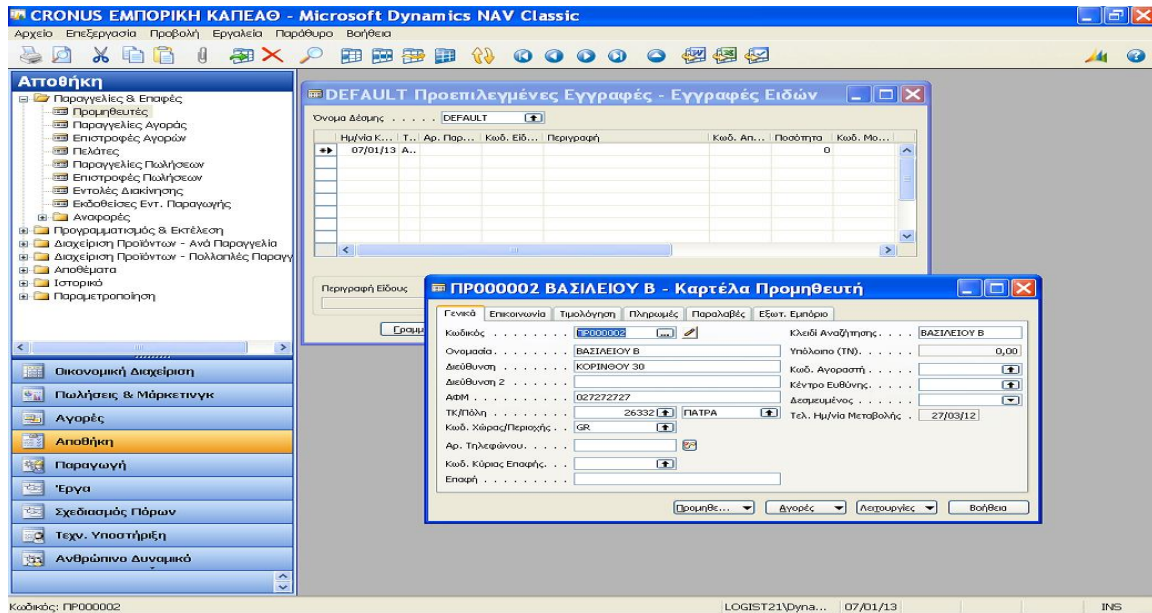 CRONUS ΕΜΠΟΡΙΚΗ ΚΑΠΕΑΘ - Microsoft Dynamics NAV Classic
Αρχείο Επεξεργασία Προβολή Εργαλεία Παράθυρο Βοήθεια
Αποθήκη
Παραγγελίες & Επαφές
Προμηθευτές
Παραγγελίες Αγοράς
Επιστροφές Αγορών
Πελάτες
Παραγγελίες Πωλήσεων
Επιστροφές Πωλήσεων
Εντολές Διακίνησης
Εκδοθείσες Εντ. Παραγωγής
Αναφορές
Προγραμματισμός & Εκτέλεση
Διαχείριση Προϊόντων - Ανά Παραγγελία
Διαχείριση Προϊόντων - Πολλαπλές Παραγγ
Αποθέματα
Ιστορικό
Παραμετροποίηση
Οικονομική Διαχείριση
Πωλήσεις & Μάρκετινγκ
Αγορές
Αποθήκη
Παραγωγή
Έργα
Σχεδιασμός Πόρων
Τεχν. Υποστήριξη
Ανθρώπινο Δυναμικό
DEFAULT Προεπιλεγμένες Εγγραφές - Εγγραφές Ειδών
Όνομα Δέσμης . . . . . DEFAULT
Ημ/νία Κ... Τ.. Αρ. Παρ... Κωδ. Είδ... Περιγραφή Κωδ. Απ... Ποσότητα Κωδ. Μο...
07/01/13 Α.. 0
Περιγραφή Είδους
Γραμμ
ΠΡ000002 ΒΑΣΙΛΕΙΟΥ Β - Καρτέλα Προμηθευτή
Γενικά Επικοινωνία Τιμολόγηση Πληρωμές Παραλαβές Εξωτ. Εμπόριο
Κωδικός . . . . . . . . ΠΡ000002 Κλειδί Αναζήτησης. . . . ΒΑΣΙΛΕΙΟΥ Β
Ονομασία. . . . . . . . ΒΑΣΙΛΕΙΟΥ Β Υπόλοιπο (ΤΝ). . . . . . 0,00
Διεύθυνση . . . . . . . ΚΟΡΙΝΘΟΥ 30 Κωδ. Αγοραστή. . . . . .
Διεύθυνση 2 . . . . . . Κέντρο Ευθύνης. . . . . .
ΑΦΜ . . . . . . . . . . 027272727 Δεσμευμένος . . . . . . .
ΤΚ/Πόλη . . . . . . . . 26332 ΠΑΤΡΑ Τελ. Ημ/νία Μεταβολής . 27/03/12
Κωδ. Χώρας/Περιοχής. . GR
Αρ. Τηλεφώνου. . . . .
Κωδ. Κύριας Επαφής. . .
Επαφή . . . . . . . . .
Προμηθε... Αγορές Λειτουργίες Βοήθεια
Κωδικός: ΠΡ000002 LOGIST21\Dyna... 07/01/13 INS